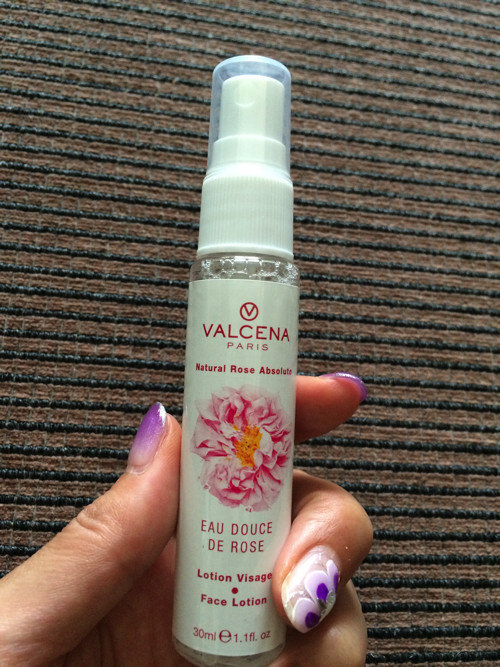 VALCENA
PARIS
Natural Rose Absolute
EAU DOUCE
DE ROSE
Lotion Visage
Face Lotion
30ml ℮ 1.1fl. oz